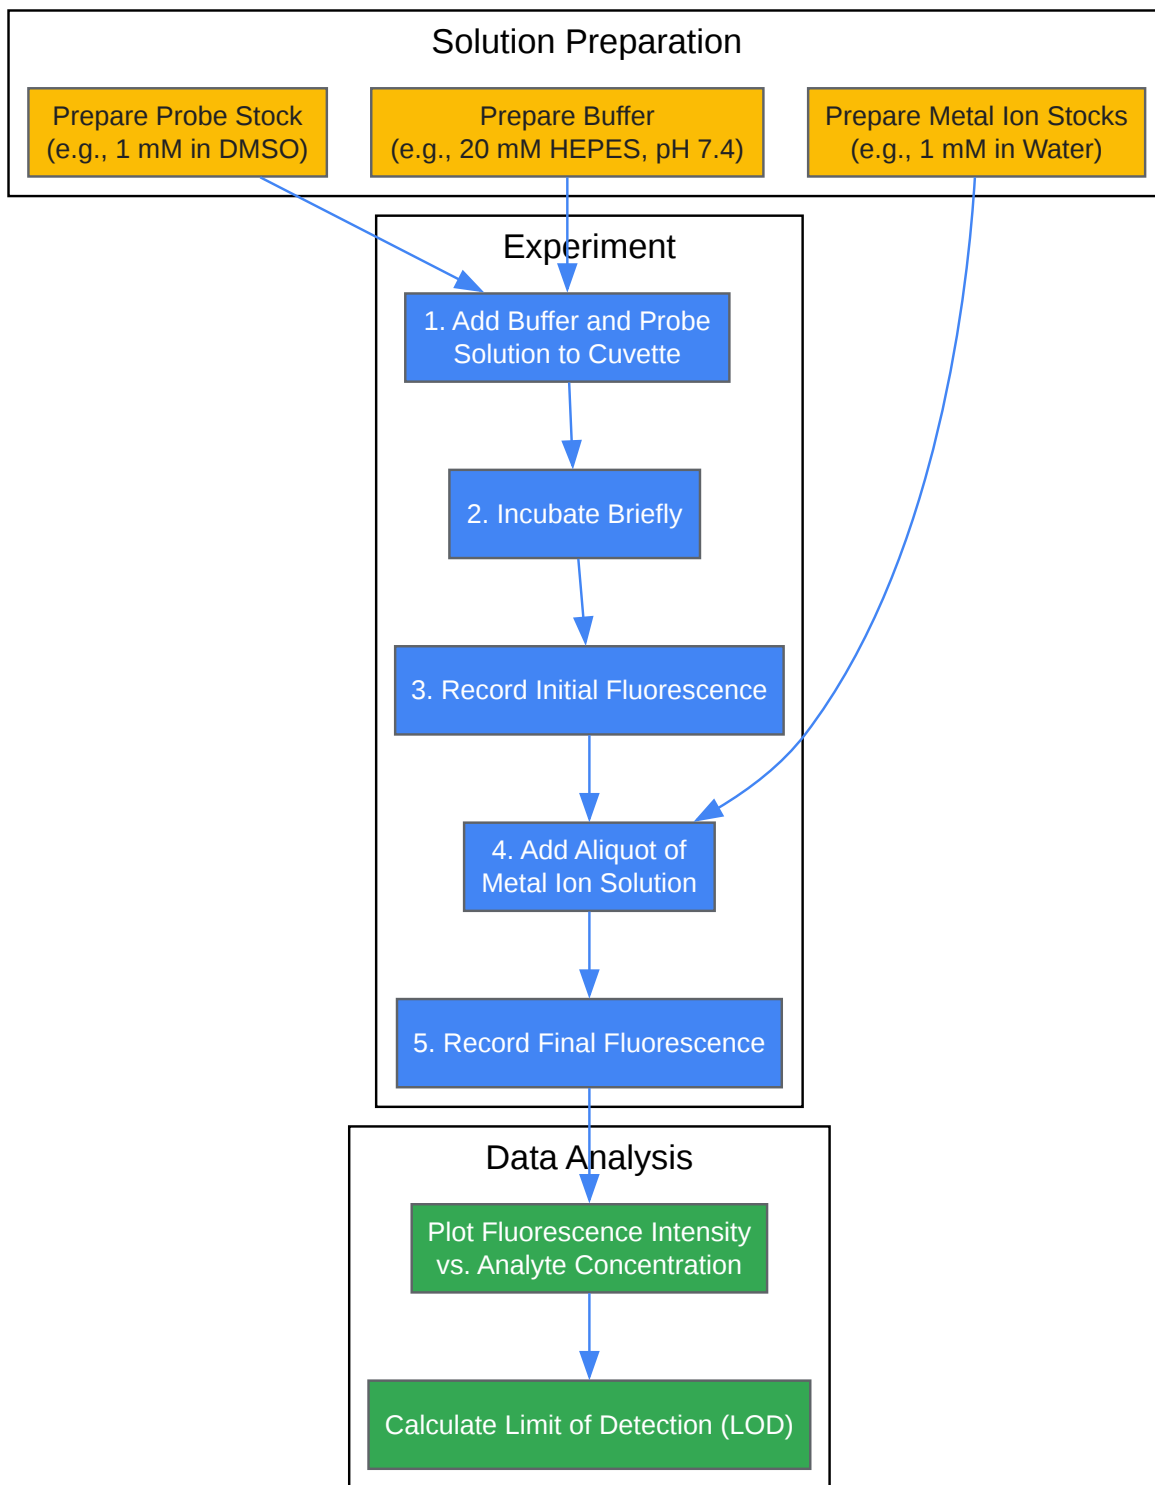 Solution Preparation
Prepare Probe Stock
(e.g., 1 mM in DMSO)
Prepare Buffer
(e.g., 20 mM HEPES, pH 7.4)
Prepare Metal Ion Stocks
(e.g., 1 mM in Water)
Experiment
1. Add Buffer and Probe
Solution to Cuvette
2. Incubate Briefly
3. Record Initial Fluorescence
4. Add Aliquot of
Metal Ion Solution
5. Record Final Fluorescence
Data Analysis
Plot Fluorescence Intensity
vs. Analyte Concentration
Calculate Limit of Detection (LOD)